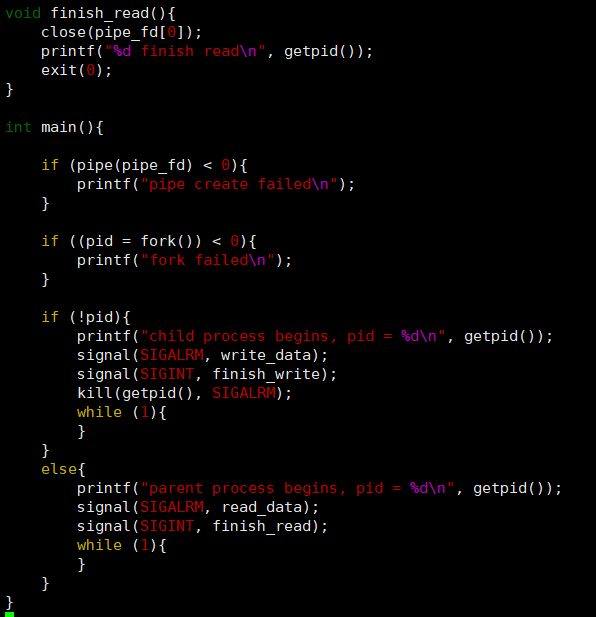 void finish_read(){
    close(pipe_fd[0]);
    printf("%d finish read\n", getpid());
    exit(0);
}

int main(){

    if (pipe(pipe_fd) < 0){
        printf("pipe create failed\n");
    }

    if ((pid = fork()) < 0){
        printf("fork failed\n");
    }

    if (!pid){
        printf("child process begins, pid = %d\n", getpid());
        signal(SIGALRM, write_data);
        signal(SIGINT, finish_write);
        kill(getpid(), SIGALRM);
        while (1){
        }
    }
    else{
        printf("parent process begins, pid = %d\n", getpid());
        signal(SIGALRM, read_data);
        signal(SIGINT, finish_read);
        while (1){
        }
    }
}